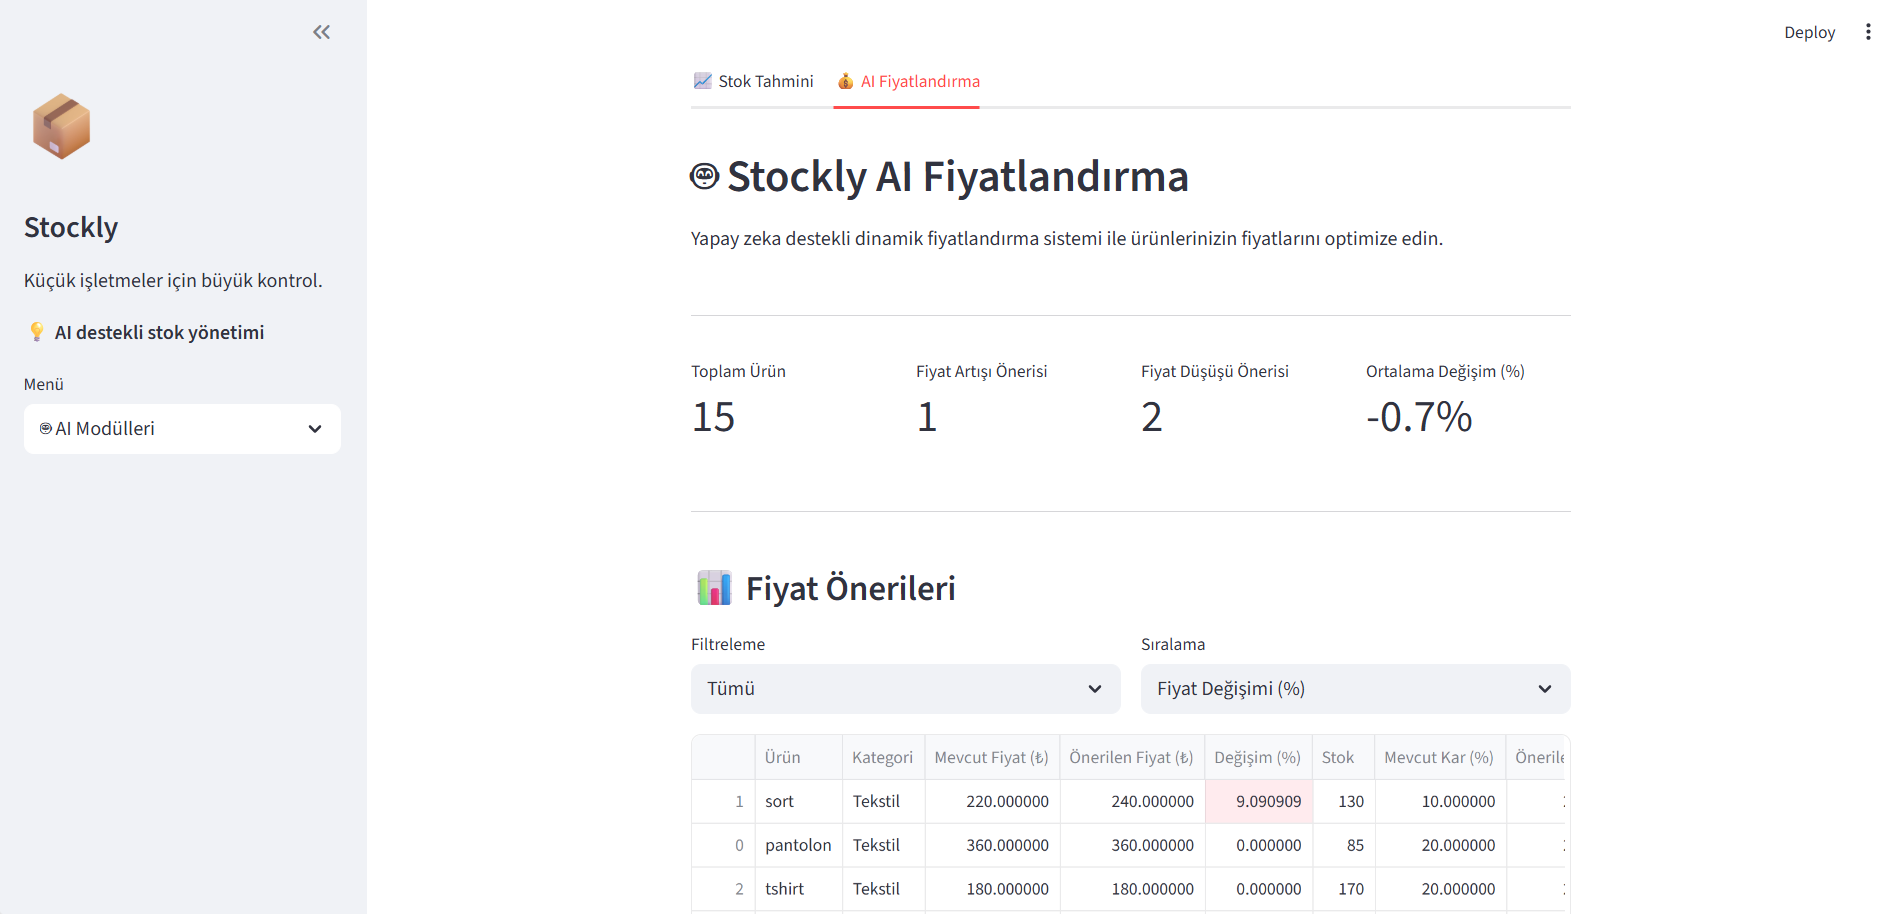 Deploy
Stockly
Küçük işletmeler için büyük kontrol.
AI destekli stok yönetimi
Menü
AI Modülleri
Stok Tahmini
AI Fiyatlandırma
Stockly AI Fiyatlandırma
Yapay zeka destekli dinamik fiyatlandırma sistemi ile ürünlerinizin fiyatlarını optimize edin.
Toplam Ürün Fiyat Artışı Önerisi Fiyat Düşüşü Önerisi Ortalama Değişim (%)
15 1 2 -0.7%
Fiyat Önerileri
Filtreleme Sıralama
Tümü Fiyat Değişimi (%)
Ürün Kategori Mevcut Fiyat (₺) Önerilen Fiyat (₺) Değişim (%) Stok Mevcut Kar (%)
1 sort Tekstil 220.000000 240.000000 9.090909 130 10.000000
0 pantolon Tekstil 360.000000 360.000000 0.000000 85 20.000000
2 tshirt Tekstil 180.000000 180.000000 0.000000 170 20.000000